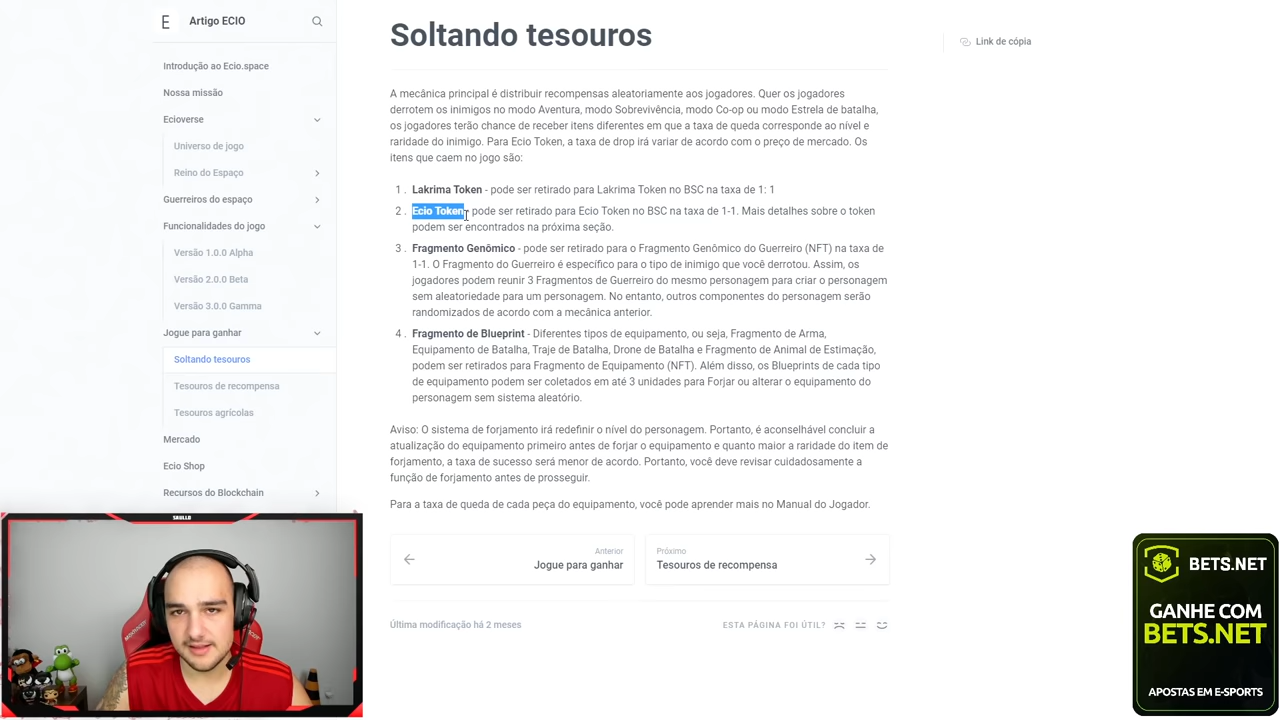 Artigo ECIO
Introdução ao Ecio.space
Nossa missão
Ecioverse
Universo de jogo
Reino do Espaço
Guerreiros do espaço
Funcionalidades do jogo
Versão 1.0.0 Alpha
Versão 2.0.0 Beta
Versão 3.0.0 Gamma
Jogue para ganhar
Soltando tesouros
Tesouros de recompensa
Tesouros agrícolas
Mercado
Ecio Shop
Recursos do Blockchain
SAULLO
Soltando tesouros
Link de cópia
A mecânica principal é distribuir recompensas aleatoriamente aos jogadores. Quer os jogadores
derrotem os inimigos no modo Aventura, modo Sobrevivência, modo Co-op ou modo Estrela de batalha,
os jogadores terão chance de receber itens diferentes em que a taxa de queda corresponde ao nível e
raridade do inimigo. Para Ecio Token, a taxa de drop irá variar de acordo com o preço de mercado. Os
itens que caem no jogo são:
1. Lakrima Token - pode ser retirado para Lakrima Token no BSC na taxa de 1: 1
2. Ecio Token - pode ser retirado para Ecio Token no BSC na taxa de 1-1. Mais detalhes sobre o token
podem ser encontrados na próxima seção.
3. Fragmento Genômico - pode ser retirado para o Fragmento Genômico do Guerreiro (NFT) na taxa de
1-1. O Fragmento do Guerreiro é específico para o tipo de inimigo que você derrotou. Assim, os
jogadores podem reunir 3 Fragmentos de Guerreiro do mesmo personagem para criar o personagem
sem aleatoriedade para um personagem. No entanto, outros componentes do personagem serão
randomizados de acordo com a mecânica anterior.
4. Fragmento de Blueprint - Diferentes tipos de equipamento, ou seja, Fragmento de Arma,
Equipamento de Batalha, Traje de Batalha, Drone de Batalha e Fragmento de Animal de Estimação,
podem ser retirados para Fragmento de Equipamento (NFT). Além disso, os Blueprints de cada tipo
de equipamento podem ser coletados em até 3 unidades para Forjar ou alterar o equipamento do
personagem sem sistema aleatório.
Aviso: O sistema de forjamento irá redefinir o nível do personagem. Portanto, é aconselhável concluir a
atualização do equipamento primeiro antes de forjar o equipamento e quanto maior a raridade do item de
forjamento, a taxa de sucesso será menor de acordo. Portanto, você deve revisar cuidadosamente a
função de forjamento antes de prosseguir.
Para a taxa de queda de cada peça do equipamento, você pode aprender mais no Manual do Jogador.
Anterior
Jogue para ganhar
Próximo
Tesouros de recompensa
Última modificação há 2 meses
ESTA PÁGINA FOI ÚTIL?
BETS.NET
GANHE COM
BETS.NET
APOSTAS EM E-SPORTS